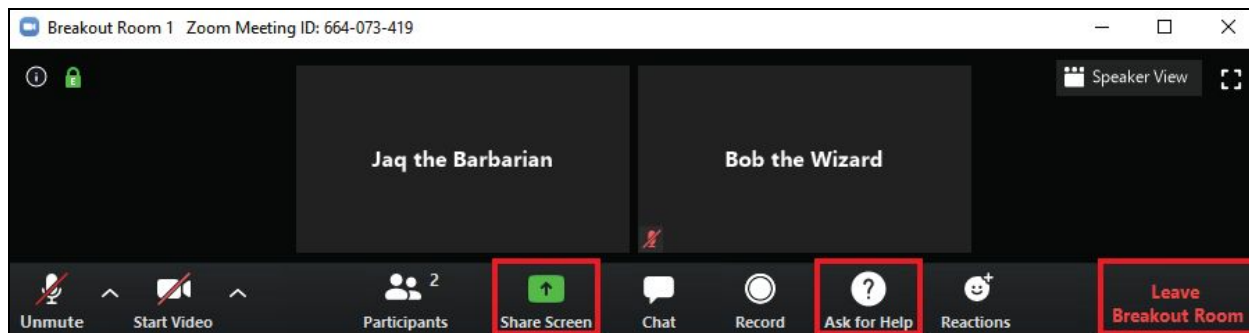 Breakout Room 1 Zoom Meeting ID: 664-073-419
Speaker View
Jaq the Barbarian
Bob the Wizard
2
Unmute
Start Video
Participants
Share Screen
Chat
Record
Ask for Help
Reactions
Leave
Breakout Room